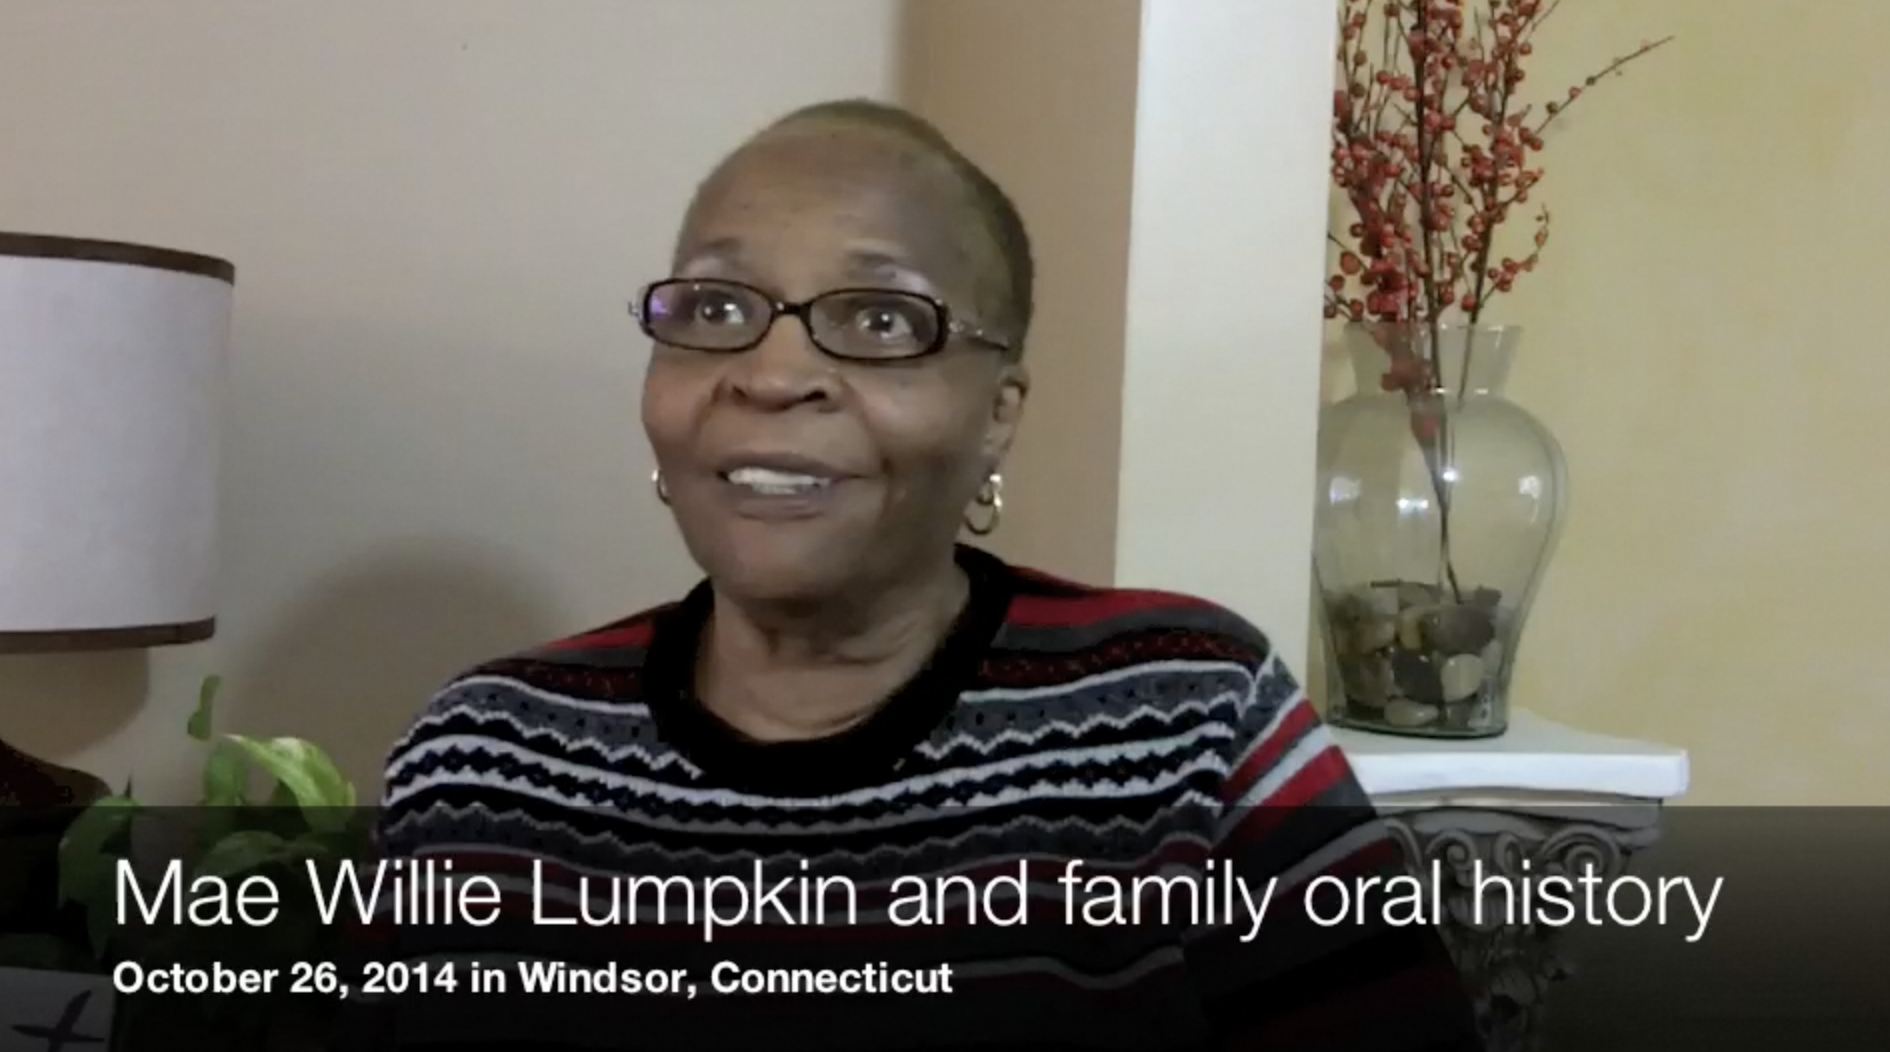 Mae Willie Lumpkin and family oral history
October 26, 2014 in Windsor, Connecticut